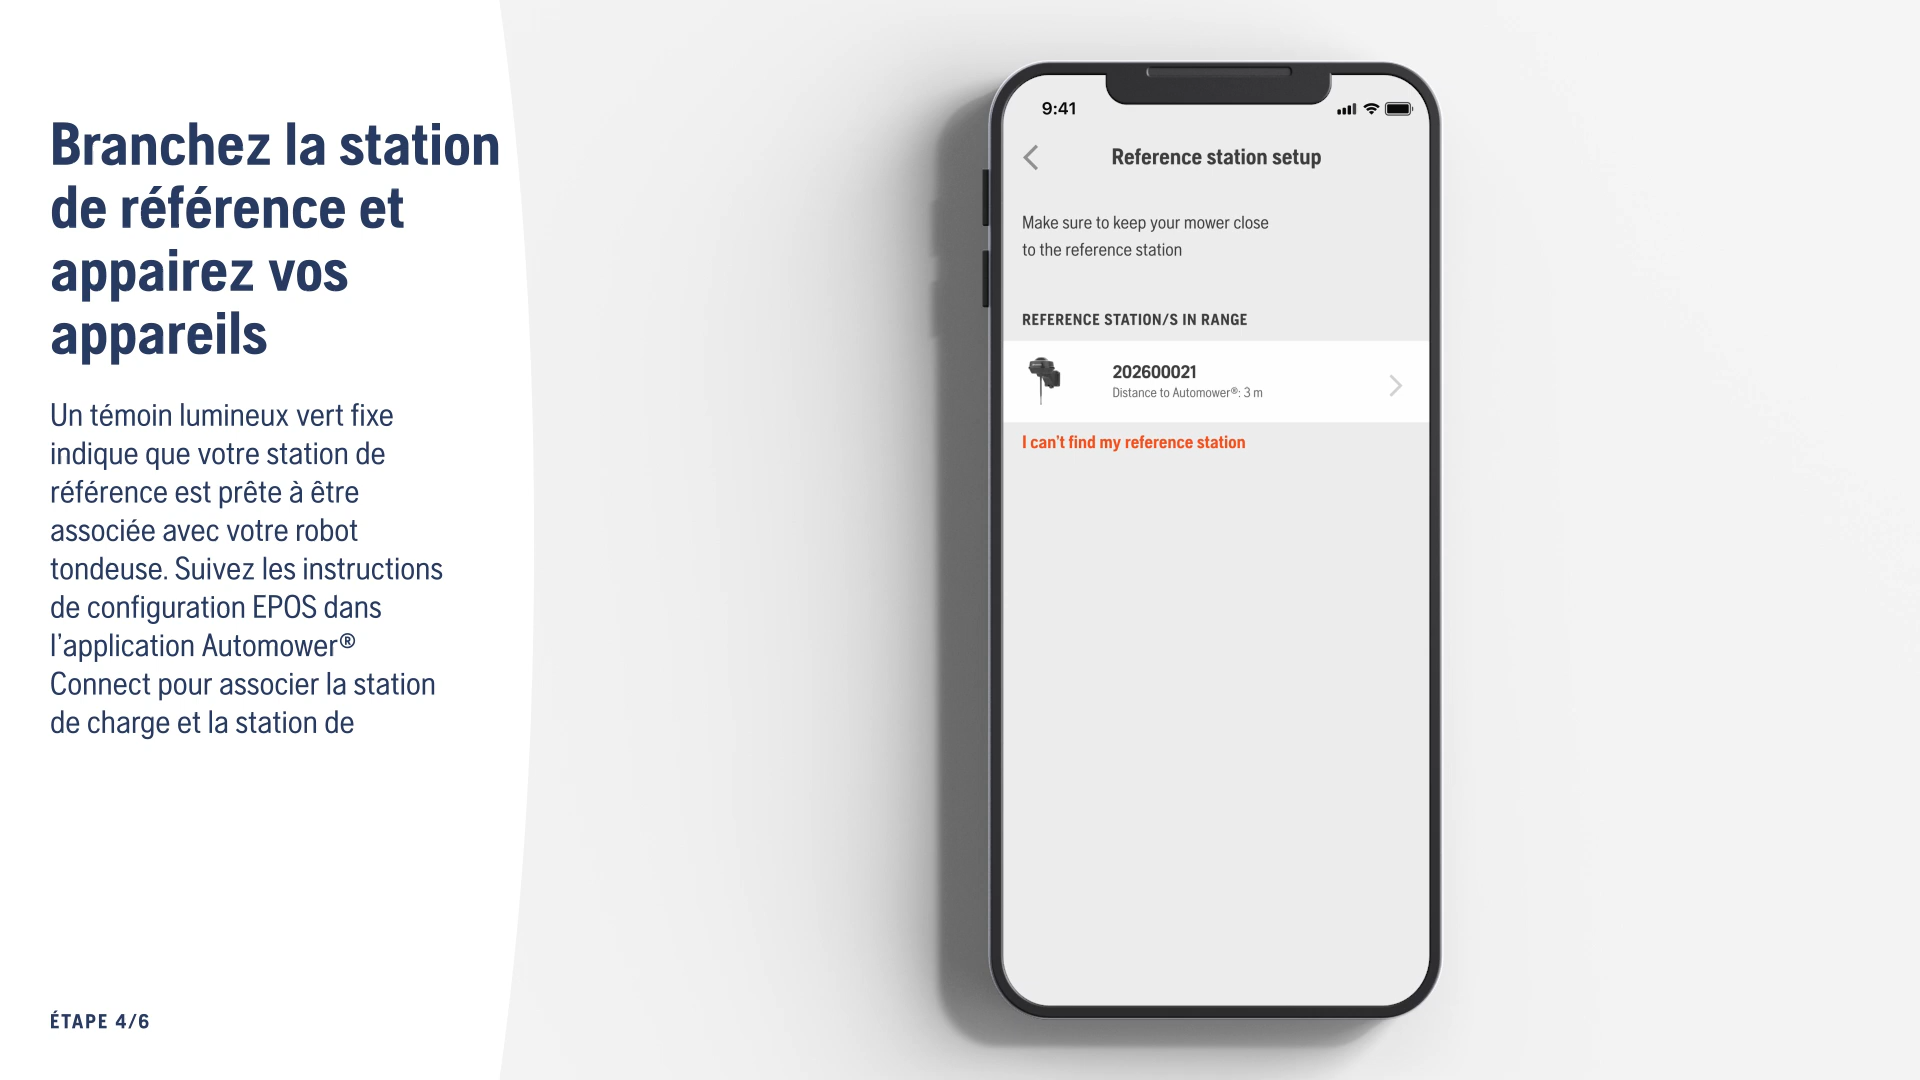 Branchez la station
de référence et
appairez vos
appareils
Un témoin lumineux vert fixe
indique que votre station de
référence est prête à être
associée avec votre robot
tondeuse. Suivez les instructions
de configuration EPOS dans
l’application Automower®
Connect pour associer la station
de charge et la station de
ÉTAPE 4/6
9:41
Reference station setup
Make sure to keep your mower close
to the reference station
REFERENCE STATION/S IN RANGE
202600021
Distance to Automower®: 3 m
I can’t find my reference station